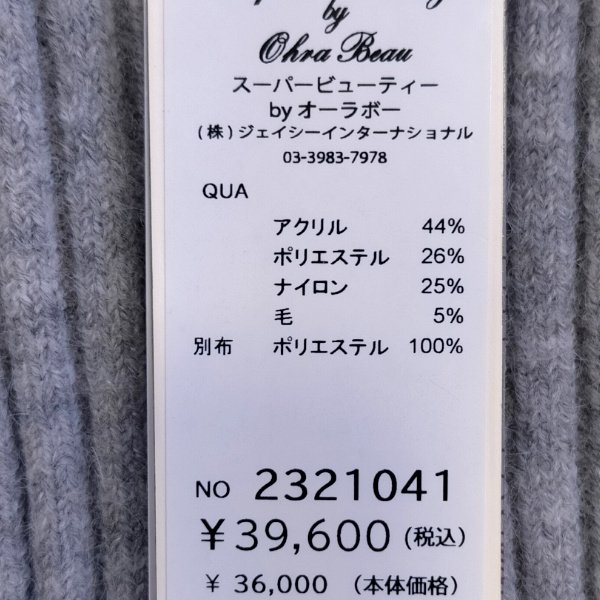 by
Ohra Beau
スーパービューティー
by オーラボー
(株)ジェイシーインターナショナル
03-3983-7978
QUA
アクリル 44%
ポリエステル 26%
ナイロン 25%
毛 5%
別布 ポリエステル 100%
NO 2321041
¥39,600 (税込)
¥ 36,000 (本体価格)